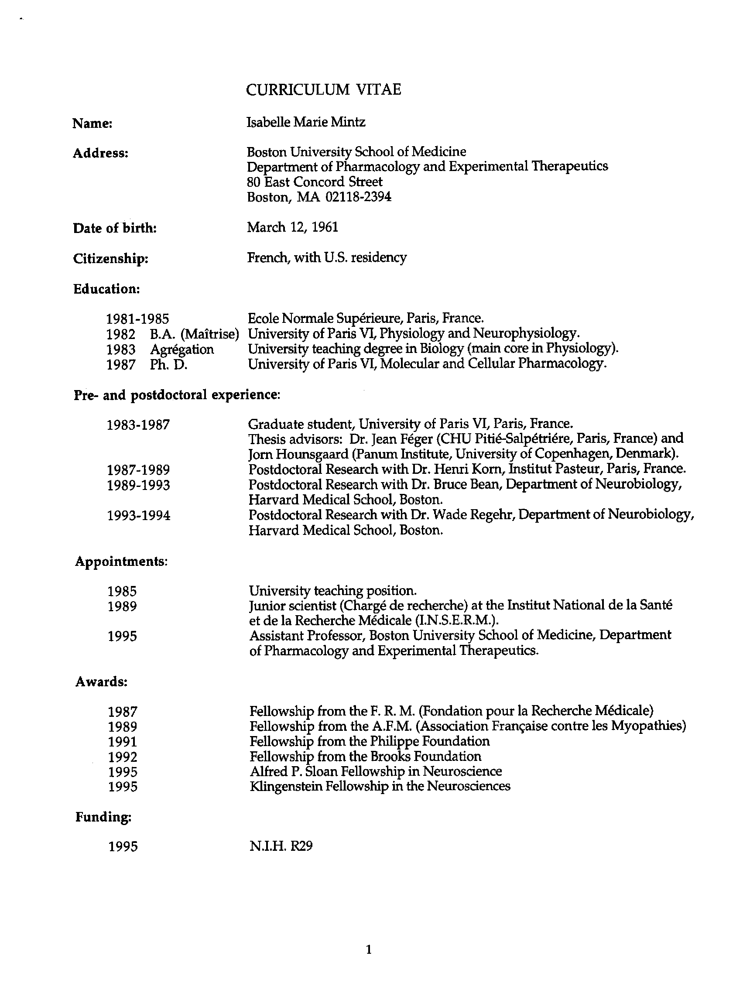 CURRICULUM VITAE
Name: Isabelle Marie Mintz
Address: Boston University School of Medicine
Department of Pharmacology and Experimental Therapeutics
80 East Concord Street
Boston, MA 02118-2394
Date of birth: March 12, 1961
Citizenship: French, with U.S. residency
Education:
1981-1985 Ecole Normale Supérieure, Paris, France.
1982 B.A. (Maîtrise) University of Paris VI, Physiology and Neurophysiology.
1983 Agrégation University teaching degree in Biology (main core in Physiology).
1987 Ph. D. University of Paris VI, Molecular and Cellular Pharmacology.
Pre- and postdoctoral experience:
1983-1987 Graduate student, University of Paris VI, Paris, France.
Thesis advisors: Dr. Jean Féger (CHU Pitié-Salpétriére, Paris, France) and
Jorn Hounsgaard (Panum Institute, University of Copenhagen, Denmark).
1987-1989 Postdoctoral Research with Dr. Henri Korn, Institut Pasteur, Paris, France.
1989-1993 Postdoctoral Research with Dr. Bruce Bean, Department of Neurobiology,
Harvard Medical School, Boston.
1993-1994 Postdoctoral Research with Dr. Wade Regehr, Department of Neurobiology,
Harvard Medical School, Boston.
Appointments:
1985 University teaching position.
1989 Junior scientist (Chargé de recherche) at the Institut National de la Santé
et de la Recherche Médicale (I.N.S.E.R.M.).
1995 Assistant Professor, Boston University School of Medicine, Department
of Pharmacology and Experimental Therapeutics.
Awards:
1987 Fellowship from the F. R. M. (Fondation pour la Recherche Médicale)
1989 Fellowship from the A.F.M. (Association Française contre les Myopathies)
1991 Fellowship from the Philippe Foundation
1992 Fellowship from the Brooks Foundation
1995 Alfred P. Sloan Fellowship in Neuroscience
1995 Klingenstein Fellowship in the Neurosciences
Funding:
1995 N.I.H. R29
1